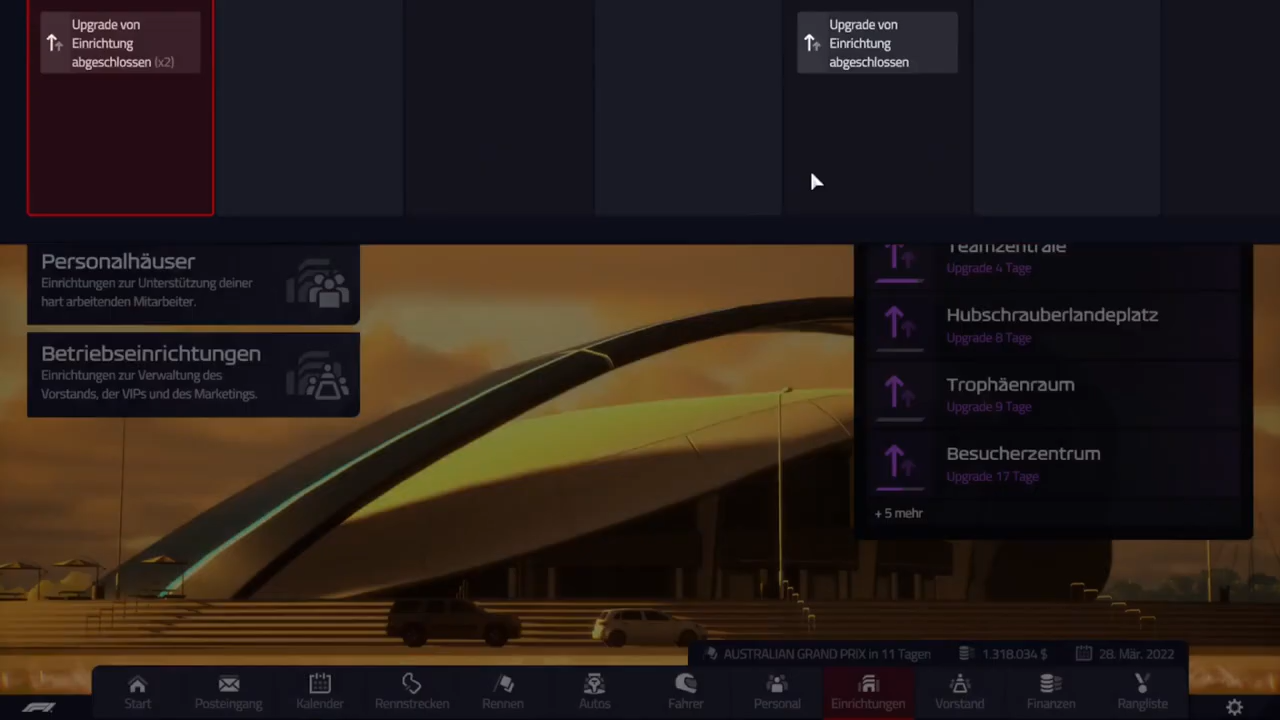 Upgrade von
Einrichtung
abgeschlossen (x2)
Upgrade von
Einrichtung
abgeschlossen
Personalhäuser
Einrichtungen zur Unterstützung deiner
hart arbeitenden Mitarbeiter.
Betriebseinrichtungen
Einrichtungen zur Verwaltung des
Vorstands, der VIPs und des Marketings.
Teamzentrale
Upgrade 4 Tage
Hubschrauberlandeplatz
Upgrade 8 Tage
Trophäenraum
Upgrade 9 Tage
Besucherzentrum
Upgrade 17 Tage
+ 5 mehr
AUSTRALIAN GRAND PRIX in 11 Tagen
1.318.034 $
28. Mär. 2022
Start
Posteingang
Kalender
Rennstrecken
Rennen
Autos
Fahrer
Personal
Einrichtungen
Vorstand
Finanzen
Rangliste